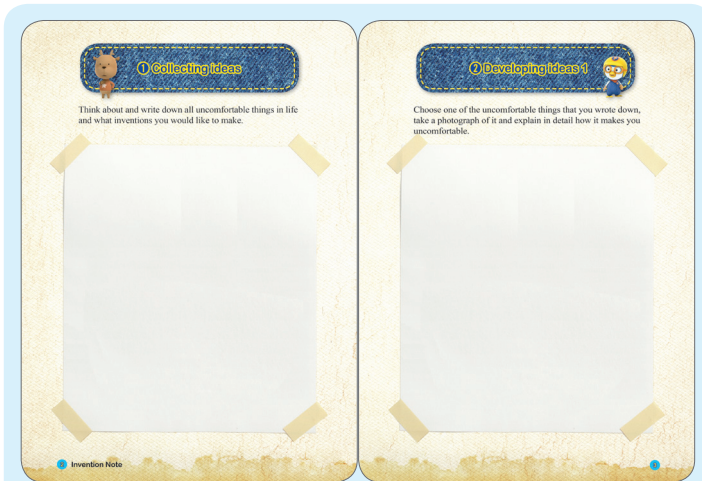 ① Collecting ideas
Think about and write down all uncomfortable things in life
and what inventions you would like to make.
Invention Note
② Developing ideas 1
Choose one of the uncomfortable things that you wrote down,
take a photograph of it and explain in detail how it makes you
uncomfortable.